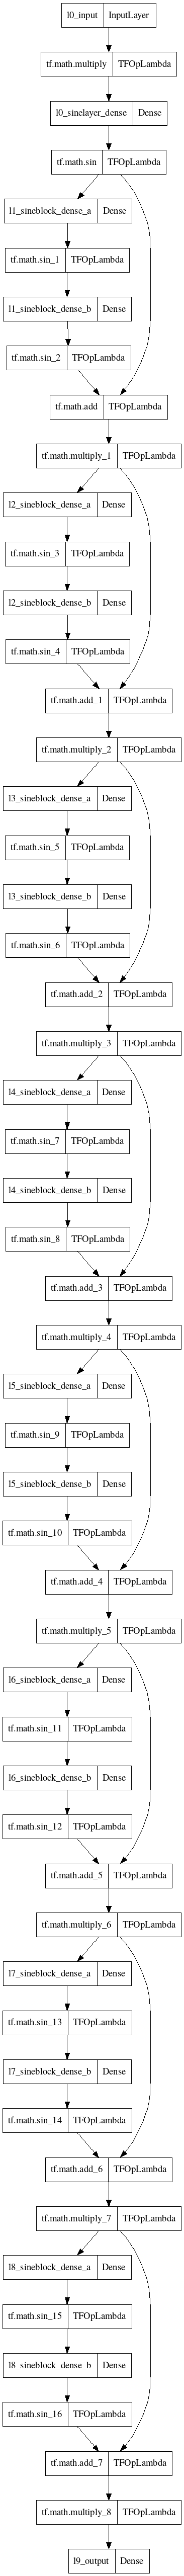 l0_input InputLayer
tf.math.multiply TFOpLambda
l0_sinelayer_dense Dense
tf.math.sin TFOpLambda
l1_sineblock_dense_a Dense
tf.math.sin_1 TFOpLambda
l1_sineblock_dense_b Dense
tf.math.sin_2 TFOpLambda
tf.math.add TFOpLambda
tf.math.multiply_1 TFOpLambda
l2_sineblock_dense_a Dense
tf.math.sin_3 TFOpLambda
l2_sineblock_dense_b Dense
tf.math.sin_4 TFOpLambda
tf.math.add_1 TFOpLambda
tf.math.multiply_2 TFOpLambda
l3_sineblock_dense_a Dense
tf.math.sin_5 TFOpLambda
l3_sineblock_dense_b Dense
tf.math.sin_6 TFOpLambda
tf.math.add_2 TFOpLambda
tf.math.multiply_3 TFOpLambda
l4_sineblock_dense_a Dense
tf.math.sin_7 TFOpLambda
l4_sineblock_dense_b Dense
tf.math.sin_8 TFOpLambda
tf.math.add_3 TFOpLambda
tf.math.multiply_4 TFOpLambda
l5_sineblock_dense_a Dense
tf.math.sin_9 TFOpLambda
l5_sineblock_dense_b Dense
tf.math.sin_10 TFOpLambda
tf.math.add_4 TFOpLambda
tf.math.multiply_5 TFOpLambda
l6_sineblock_dense_a Dense
tf.math.sin_11 TFOpLambda
l6_sineblock_dense_b Dense
tf.math.sin_12 TFOpLambda
tf.math.add_5 TFOpLambda
tf.math.multiply_6 TFOpLambda
l7_sineblock_dense_a Dense
tf.math.sin_13 TFOpLambda
l7_sineblock_dense_b Dense
tf.math.sin_14 TFOpLambda
tf.math.add_6 TFOpLambda
tf.math.multiply_7 TFOpLambda
l8_sineblock_dense_a Dense
tf.math.sin_15 TFOpLambda
l8_sineblock_dense_b Dense
tf.math.sin_16 TFOpLambda
tf.math.add_7 TFOpLambda
tf.math.multiply_8 TFOpLambda
l9_output Dense